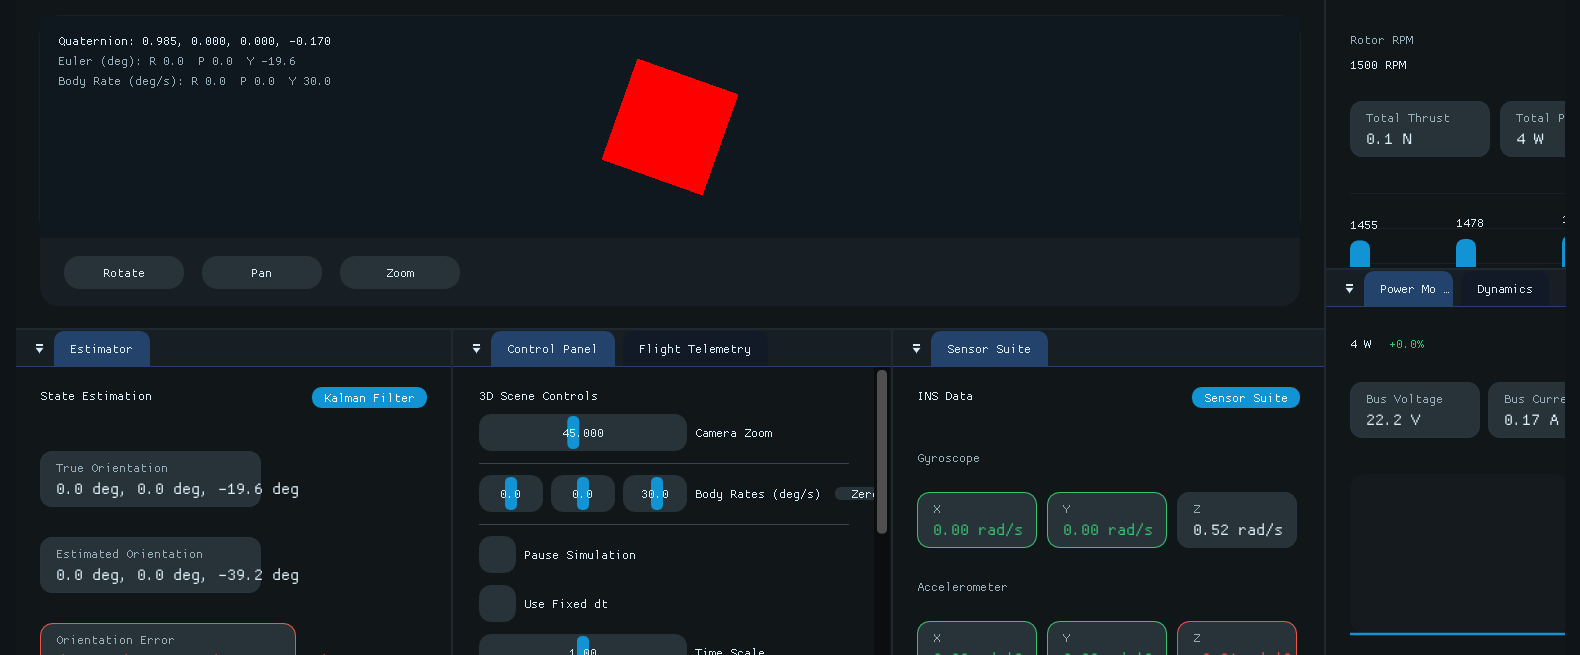 Quaternion: 0.985, 0.000, 0.000, -0.170
Euler (deg): R 0.0 P 0.0 Y -19.6
Body Rate (deg/s): R 0.0 P 0.0 Y 30.0
Rotate
Pan
Zoom
Rotor RPM
1500 RPM
Total Thrust
0.1 N
Total P
4 W
1455
1478
Power Mo …
Dynamics
4 W +0.0%
Bus Voltage
22.2 V
Bus Curre
0.17 A
Estimator
State Estimation
Kalman Filter
True Orientation
0.0 deg, 0.0 deg, -19.6 deg
Estimated Orientation
0.0 deg, 0.0 deg, -39.2 deg
Orientation Error
Control Panel
Flight Telemetry
3D Scene Controls
45.000
Camera Zoom
0.0
0.0
30.0
Body Rates (deg/s)
Zero
Pause Simulation
Use Fixed dt
1.00
Time Scale
Sensor Suite
INS Data
Sensor Suite
Gyroscope
X
0.00 rad/s
Y
0.00 rad/s
Z
0.52 rad/s
Accelerometer
X
Y
Z